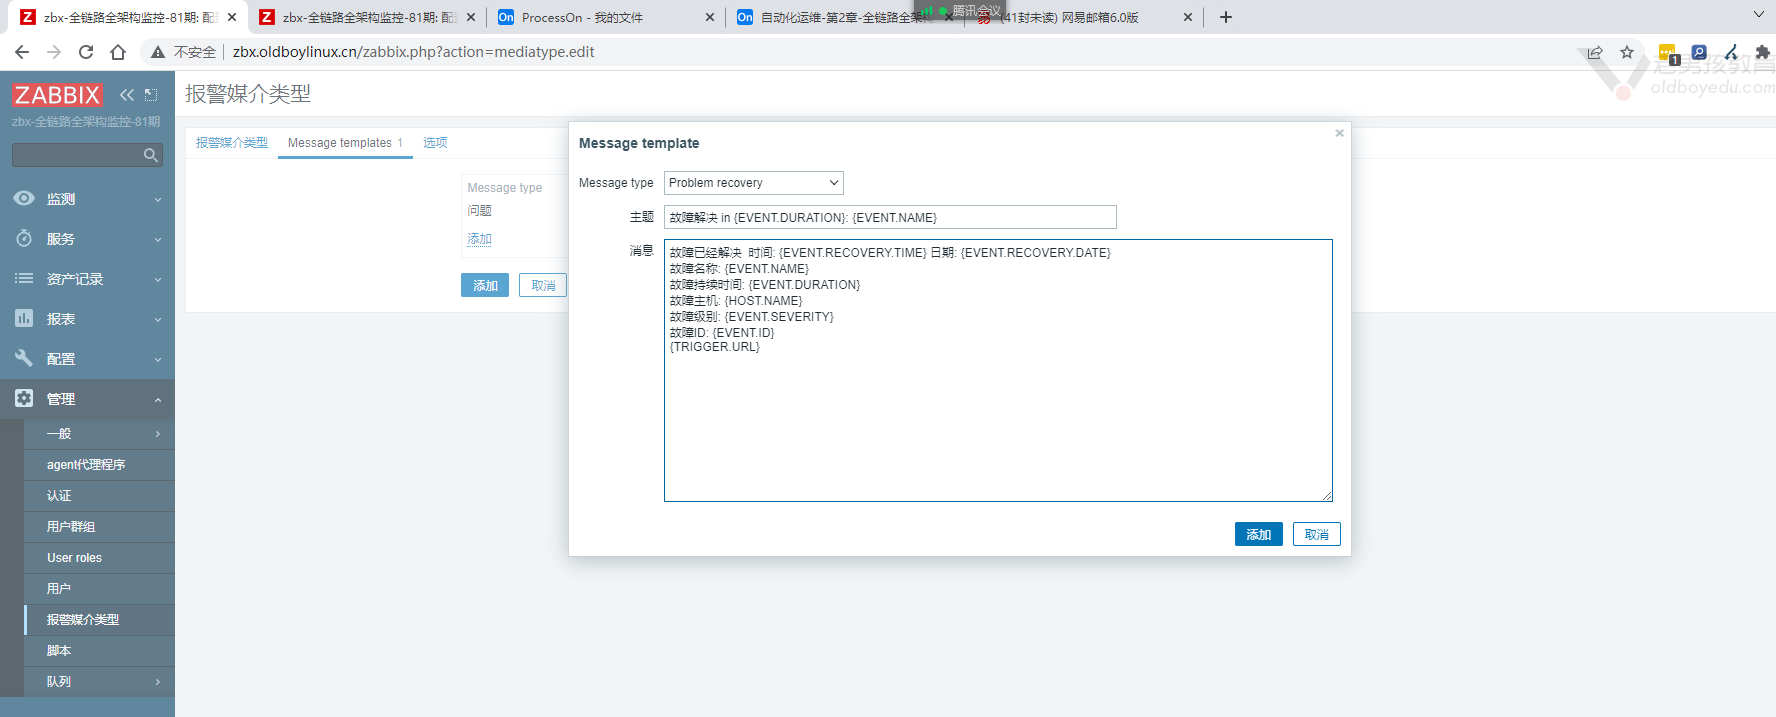 zbx-全链路全架构监控-81期: 配
zbx-全链路全架构监控-81期: 配
ProcessOn - 我的文件
自动化运维-第2章-全链路全架
腾讯会议
(41封未读) 网易邮箱6.0版
不安全
zbx.oldboylinux.cn/zabbix.php?action=mediatype.edit
1
老男孩教育
oldboyedu.com
ZABBIX
zbx-全链路全架构监控-81期
监测
服务
资产记录
报表
配置
管理
一般
agent代理程序
认证
用户群组
User roles
用户
报警媒介类型
脚本
队列
报警媒介类型
报警媒介类型
Message templates 1
选项
Message type
问题
添加
添加
取消
Message template
Message type
Problem recovery
主题
故障解决 in {EVENT.DURATION}: {EVENT.NAME}
消息
故障已经解决  时间: {EVENT.RECOVERY.TIME} 日期: {EVENT.RECOVERY.DATE}
故障名称: {EVENT.NAME}
故障持续时间: {EVENT.DURATION}
故障主机: {HOST.NAME}
故障级别: {EVENT.SEVERITY}
故障ID: {EVENT.ID}
{TRIGGER.URL}
添加
取消